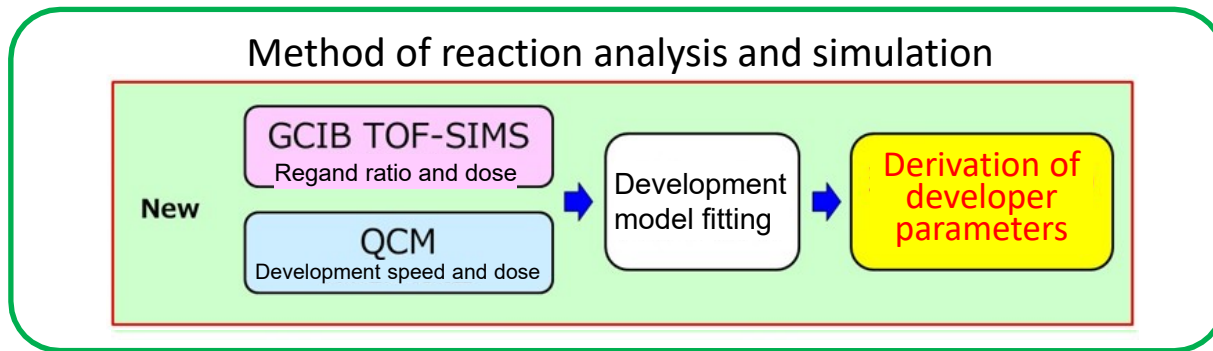 Method of reaction analysis and simulation
New
GCIB TOF-SIMS
Regand ratio and dose
QCM
Development speed and dose
Development
model fitting
Derivation of
developer
parameters